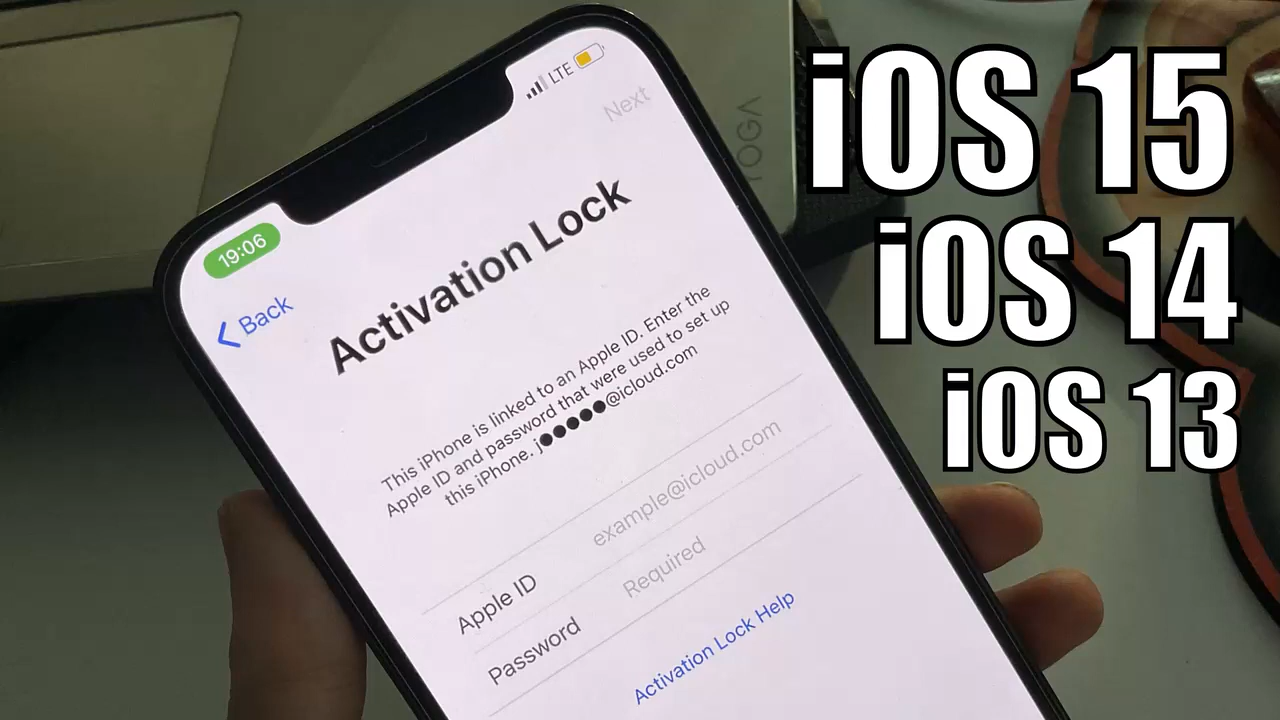 iOS 15
iOS 14
iOS 13
YOGA
LTE
19:06
Next
Back
Activation Lock
This iPhone is linked to an Apple ID. Enter the
Apple ID and password that were used to set up
this iPhone. j●●●●●@icloud.com
Apple ID example@icloud.com
Password Required
Activation Lock Help